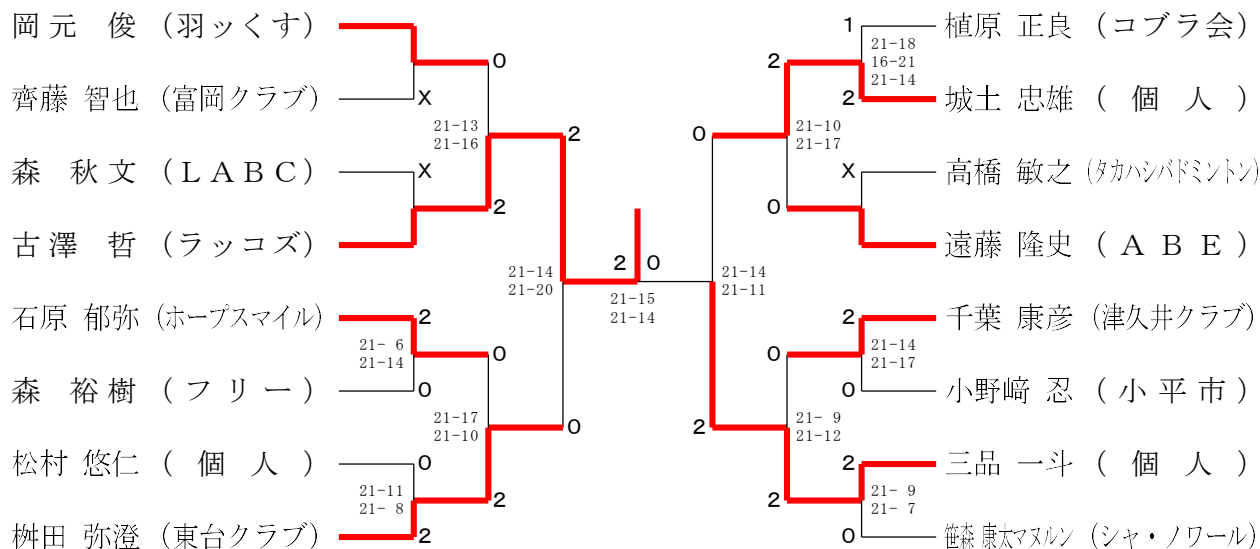 岡元 俊 (羽ッくす)
齊藤 智也 (富岡クラブ)
X
0
21-13
21-16
森 秋文 (LABC)
X
2
古澤 哲 (ラッコズ)
2
21-14
21-20
石原 郁弥 (ホープスマイル)
2
21- 6
21-14
0
森 裕樹 (フリー)
0
21-17
21-10
0
松村 悠仁 (個人)
0
21-11
21- 8
2
桝田 弥澄 (東台クラブ)
2
2 0
21-15
21-14
1
植原 正良 (コブラ会)
21-18
16-21
21-14
2
2
城土 忠雄 (個人)
0
21-10
21-17
X
高橋 敏之 (タカハシバドミントン)
0
遠藤 隆史 (ABE)
21-14
21-11
2
千葉 康彦 (津久井クラブ)
21-14
21-17
0
0
小野﨑 忍 (小平市)
2
21- 9
21-12
2
三品 一斗 (個人)
21- 9
21- 7
2
0
笹森 康太マヌルン (シャ・ノワール)